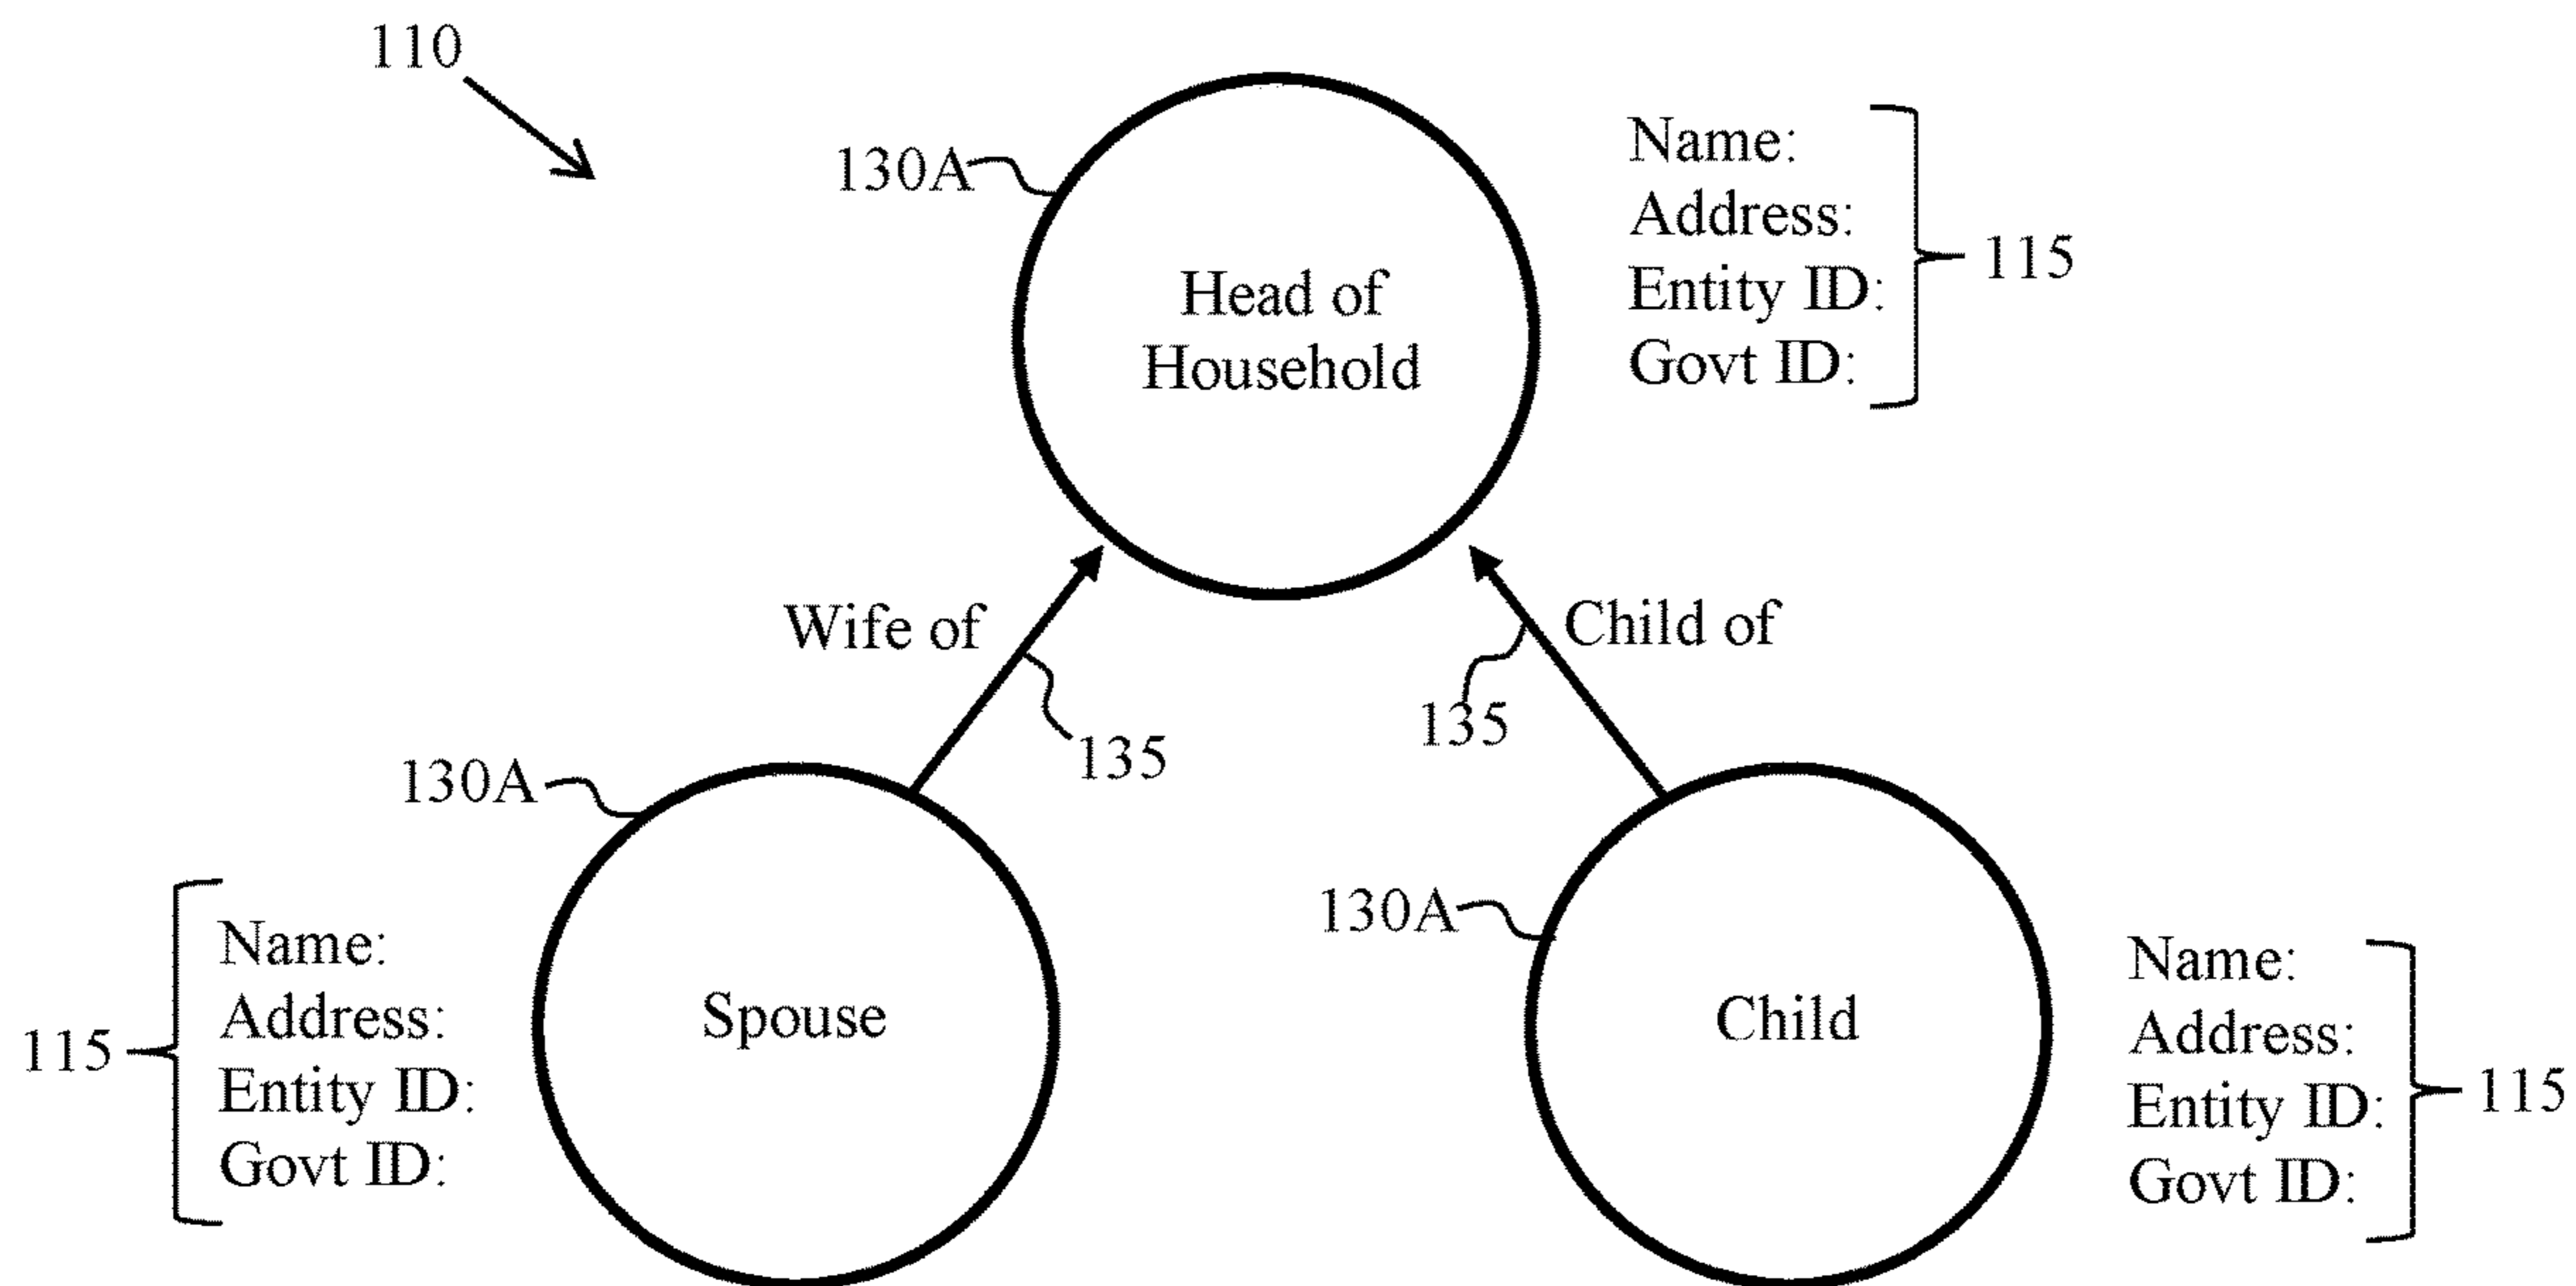 110
130A
Head of
Household
Name:
Address:
Entity ID:
Govt ID:
115
Wife of
135
Child of
135
130A
Spouse
Name:
Address:
Entity ID:
Govt ID:
115
130A
Child
Name:
Address:
Entity ID:
Govt ID:
115